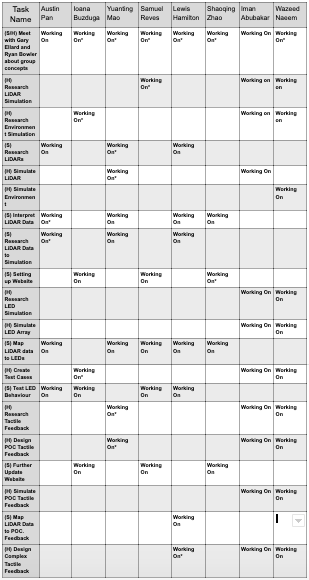 Task Austin Ioana Yuanting Samuel Lewis Shaoqing Iman Wazeed
Name Pan Buzduga Mao Reves Hamilton Zhao Abubakar Naeem
(S/H) Meet Working Working Working Working Working Working Working On Working
with Gary On On* On* On* On* On* On*
Ellard and
Ryan Bowler
about group
concepts
(H) Working Working on Working
Research On* on
LiDAR
Simulation
(H) Working Working on Working
Research On* on
Environmen
t Simulation
(S) Working Working Working
Research On On* On
LiDARs
(H) Simulate Working Working On
LiDAR On*
(H) Simulate Working
Environmen On
t
(S) Interpret Working Working Working Working
LiDAR Data On* On On On
(S) Working Working Working
Research On* On On
LiDAR Data
to
Simulation
(S) Setting Working Working Working
up Website On On On*
(H) Working On Working
Research On
LED
Simulation
(H) Simulate Working On Working
LED Array On
(S) Map Working Working Working Working Working Working
LiDAR data On On On On On On
to LEDs
(H) Create Working Working On Working
Test Cases On* On
(S) Test LED Working Working Working Working Working
Behaviour On On On On On
(H) Working Working On Working
Research On* On
Tactile
Feedback
(H) Design Working Working On Working
POC Tactile On* On
Feedback
(S) Further Working Working Working
Update On On On
Website
(H) Simulate Working On Working
POC Tactile On
Feedback
(S) Map Working
LiDAR Data On
to POC.
Feedback
(H) Design Working Working On Working
Complex On* On
Tactile
Feedback